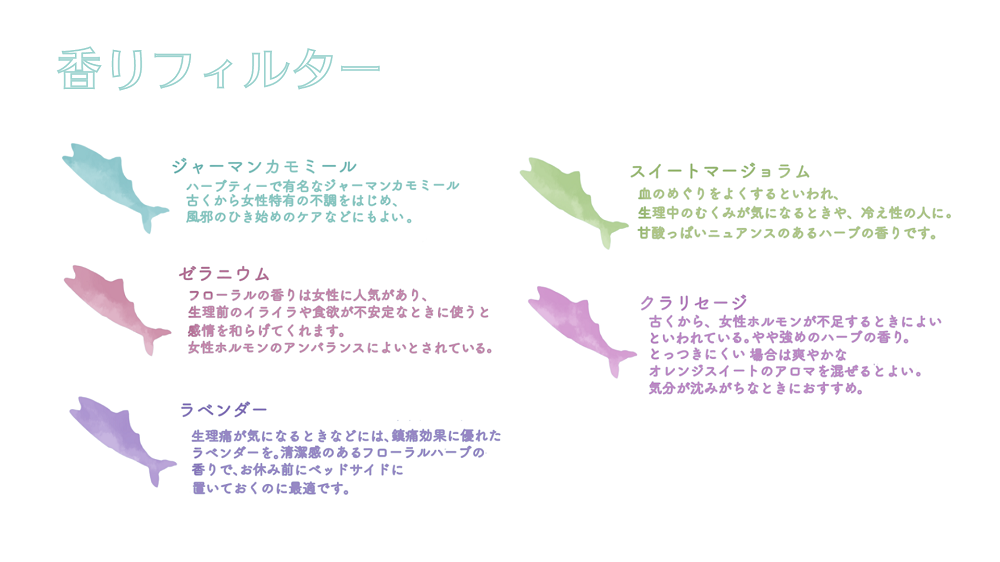 香りフィルター
ジャーマンカモミール
ハーブティーで有名なジャーマンカモミール
古くから女性特有の不調をはじめ、
風邪のひき始めのケアなどにもよい。
ゼラニウム
フローラルの香りは女性に人気があり、
生理前のイライラや食欲が不安定なときに使うと
感情を和らげてくれます。
女性ホルモンのアンバランスによいとされている。
ラベンダー
生理痛が気になるときなどには、鎮痛効果に優れた
ラベンダーを。清潔感のあるフローラルハーブの
香りで、お休み前にベッドサイドに
置いておくのに最適です。
スイートマージョラム
血のめぐりをよくするといわれ、
生理中のむくみが気になるときや、冷え性の人に。
甘酸っぱいニュアンスのあるハーブの香りです。
クラリセージ
古くから、女性ホルモンが不足するときによい
といわれている。やや強めのハーブの香り。
とっつきにくい 場合は爽やかな
オレンジスイートのアロマを混ぜるとよい。
気分が沈みがちなときにおすすめ。